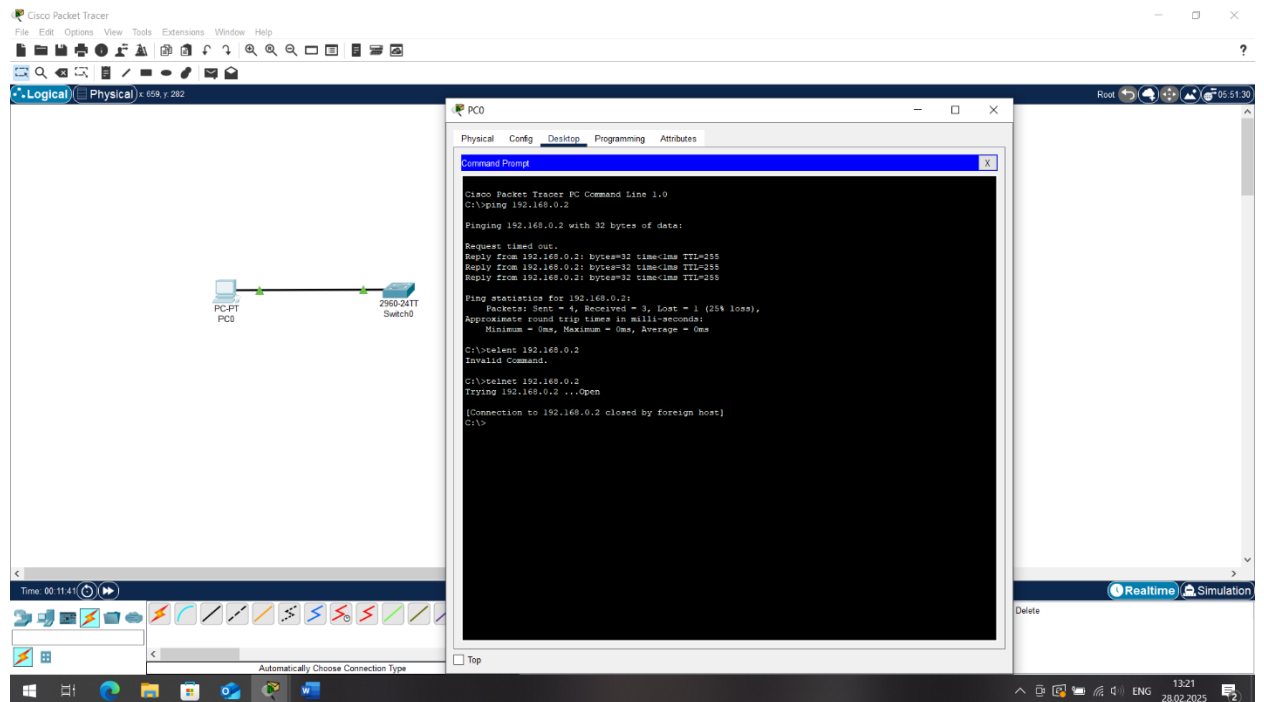 Cisco Packet Tracer
File Edit Options View Tools Extensions Window Help
?
Logical Physical x: 659, y: 282
Root 05:51:30
PC0
Physical Config Desktop Programming Attributes
Command Prompt X
Cisco Packet Tracer PC Command Line 1.0
C:\>ping 192.168.0.2
Pinging 192.168.0.2 with 32 bytes of data:
Request timed out.
Reply from 192.168.0.2: bytes=32 time<1ms TTL=255
Reply from 192.168.0.2: bytes=32 time<1ms TTL=255
Reply from 192.168.0.2: bytes=32 time<1ms TTL=255
Ping statistics for 192.168.0.2:
Packets: Sent = 4, Received = 3, Lost = 1 (25% loss),
Approximate round trip times in milli-seconds:
Minimum = 0ms, Maximum = 0ms, Average = 0ms
C:\>telent 192.168.0.2
Invalid Command.
C:\>telnet 192.168.0.2
Trying 192.168.0.2 ...Open
[Connection to 192.168.0.2 closed by foreign host]
C:\>
Top
PC-PT
PC0
2960-24TT
Switch0
Time: 00:11:41
Realtime Simulation
Delete
Automatically Choose Connection Type
ENG
13:21
28.02.2025
2